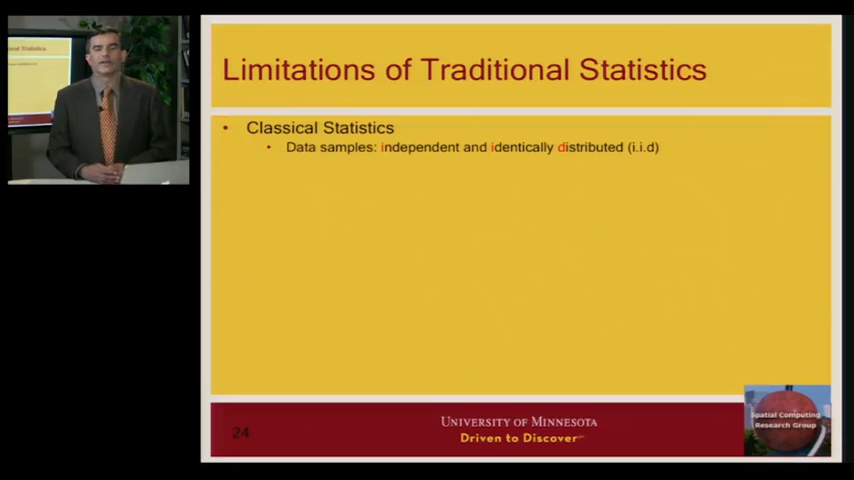 Limitations of Traditional Statistics
• Classical Statistics
• Data samples: independent and identically distributed (i.i.d)
24
UNIVERSITY OF MINNESOTA
Driven to Discover
Spatial Computing
Research Group